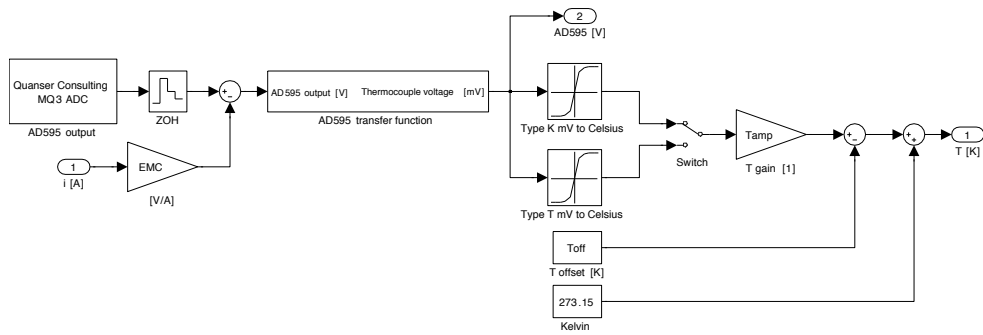 2
AD595 [V]
Quanser Consulting
MQ3 ADC
AD595 output
ZOH
+
-
AD595 output [V]
Thermocouple voltage [mV]
AD595 transfer function
Type K mV to Celsius
Type T mV to Celsius
Switch
Tamp
T gain [1]
+
-
+
+
1
T [K]
1
i [A]
EMC
[V/A]
Toff
T offset [K]
273.15
Kelvin